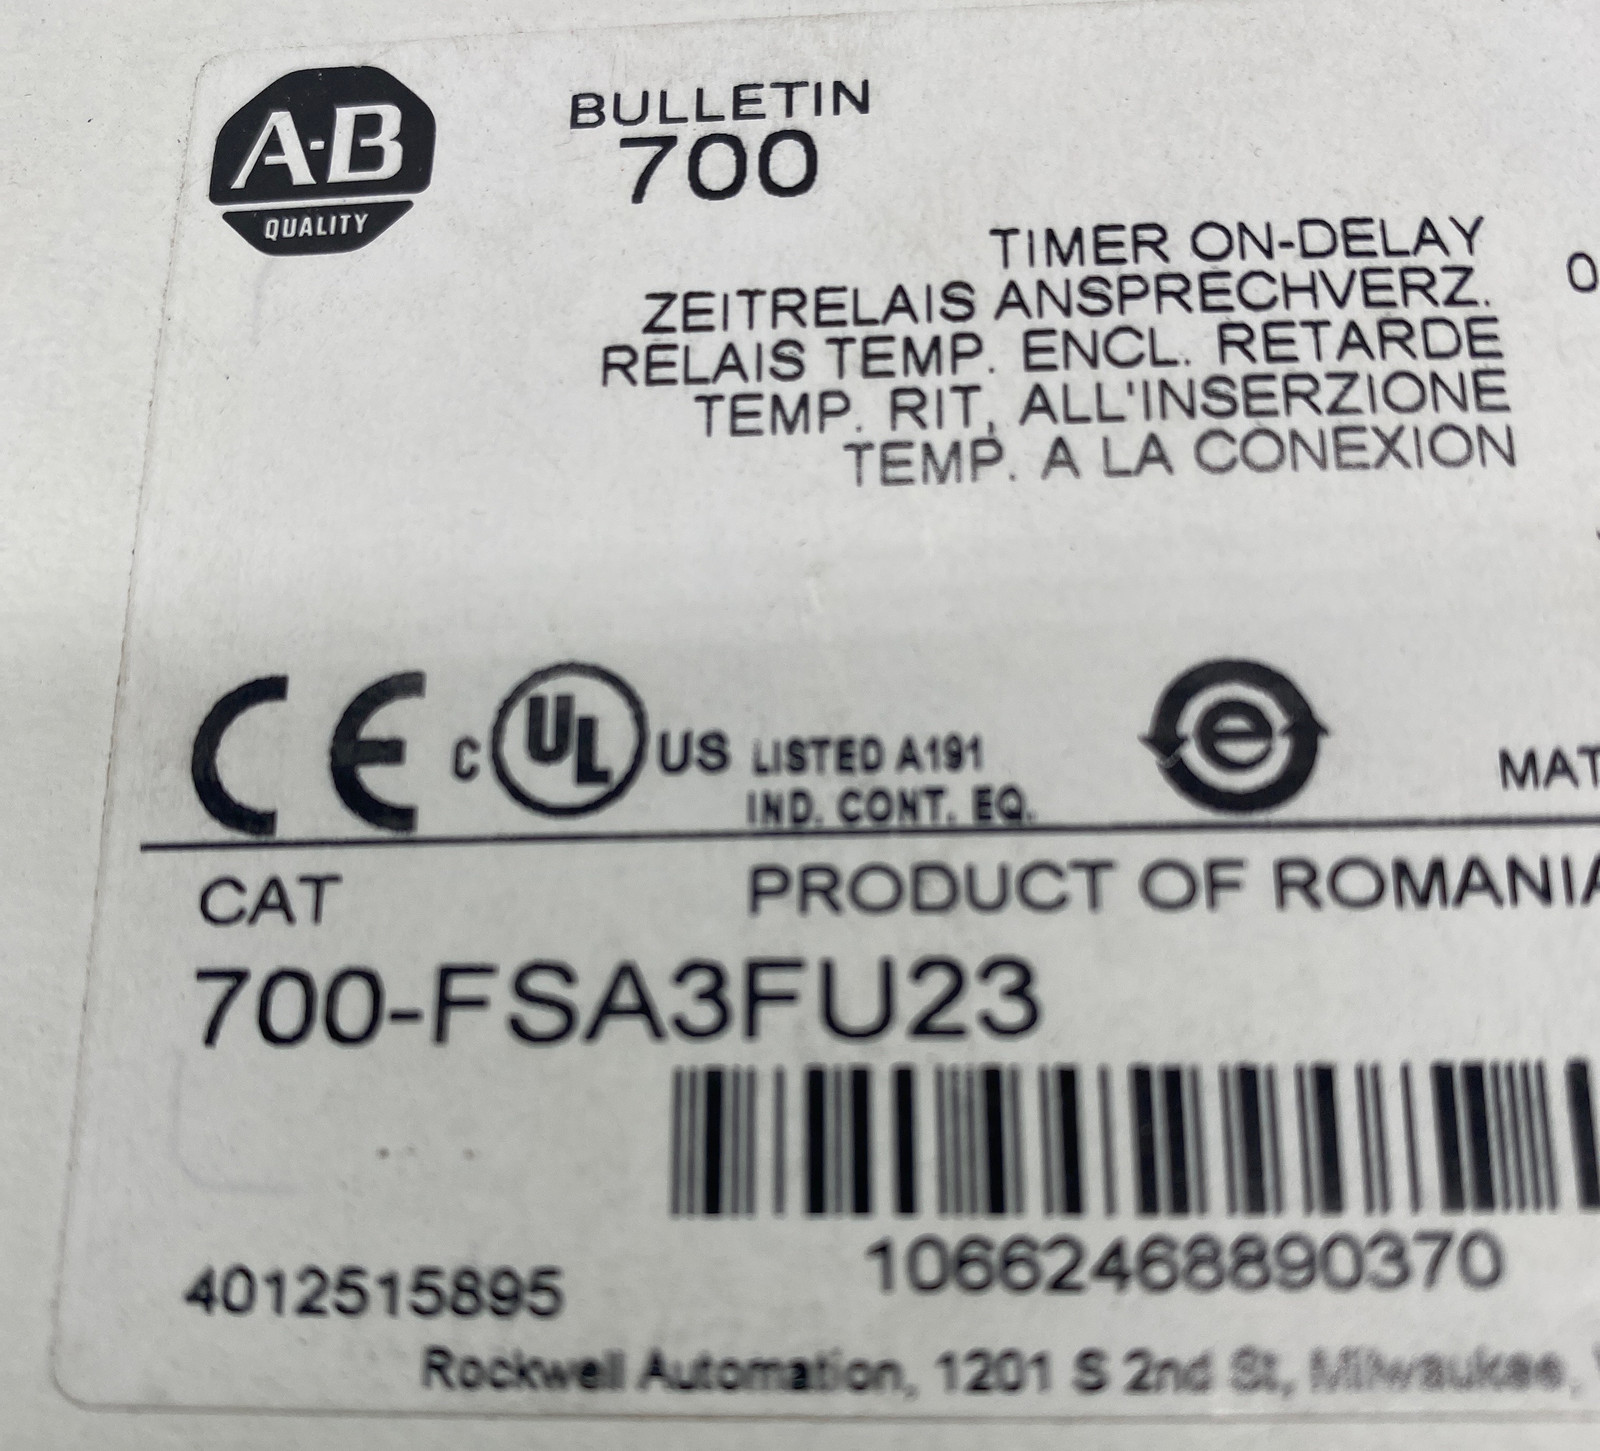 A-B
QUALITY
BULLETIN
700
TIMER ON-DELAY
ZEITRELAIS ANSPRECHVERZ.
RELAIS TEMP. ENCL. RETARDE
TEMP. RIT, ALL'INSERZIONE
TEMP. A LA CONEXION
0
CE
C UL US LISTED A191
IND. CONT. EQ.
e
MAT
CAT
PRODUCT OF ROMANIA
700-FSA3FU23
10662468890370
4012515895
Rockwell Automation, 1201 S 2nd St, Milwaukee,